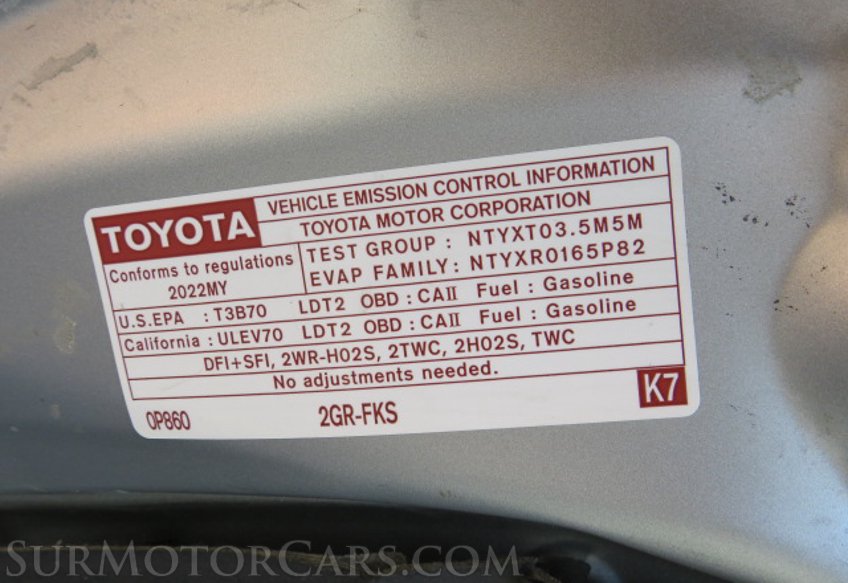 TOYOTA VEHICLE EMISSION CONTROL INFORMATION
TOYOTA MOTOR CORPORATION
Conforms to regulations
2022MY
TEST GROUP : NTYXT03.5M5M
EVAP FAMILY: NTYXR0165P82
U.S.EPA : T3B70 LDT2 OBD : CAII Fuel : Gasoline
California : ULEV70 LDT2 OBD : CAII Fuel : Gasoline
DFI+SFI, 2WR-HO2S, 2TWC, 2HO2S, TWC
No adjustments needed.
0P860 2GR-FKS K7
SURMOTORCARS.COM